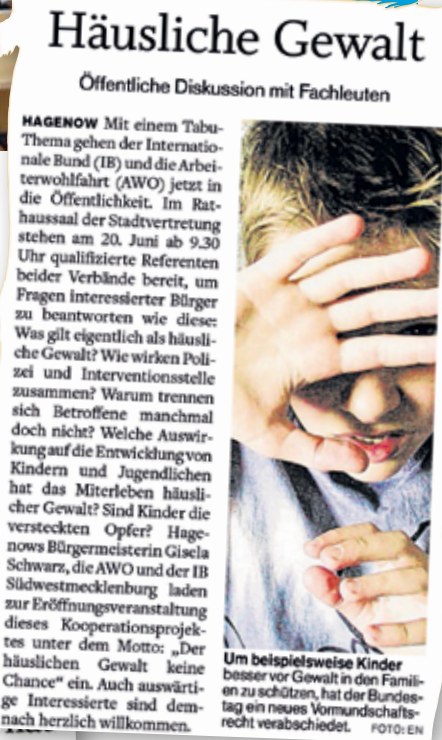 Häusliche Gewalt
Öffentliche Diskussion mit Fachleuten
HAGENOW Mit einem Tabu-
Thema gehen der Internatio-
nale Bund (IB) und die Arbei-
terwohlfahrt (AWO) jetzt in
die Öffentlichkeit. Im Rat-
haussaal der Stadtvertretung
stehen am 20. Juni ab 9.30
Uhr qualifizierte Referenten
beider Verbände bereit, um
Fragen interessierter Bürger
zu beantworten wie diese:
Was gilt eigentlich als häusli-
che Gewalt? Wie wirken Poli-
zei und Interventionsstelle
zusammen? Warum trennen
sich Betroffene manchmal
doch nicht? Welche Auswir-
kung auf die Entwicklung von
Kindern und Jugendlichen
hat das Miterleben häusli-
cher Gewalt? Sind Kinder die
versteckten Opfer? Hage-
nows Bürgermeisterin Gisela
Schwarz, die AWO und der IB
Südwestmecklenburg laden
zur Eröffnungsveranstaltung
dieses Kooperationsprojek-
tes unter dem Motto: „Der
häuslichen Gewalt keine
Chance“ ein. Auch auswärti-
ge Interessierte sind dem-
nach herzlich willkommen.
Um beispielsweise Kinder
besser vor Gewalt in den Famili-
en zu schützen, hat der Bundes-
tag ein neues Vormundschafts-
recht verabschiedet. FOTO: EN